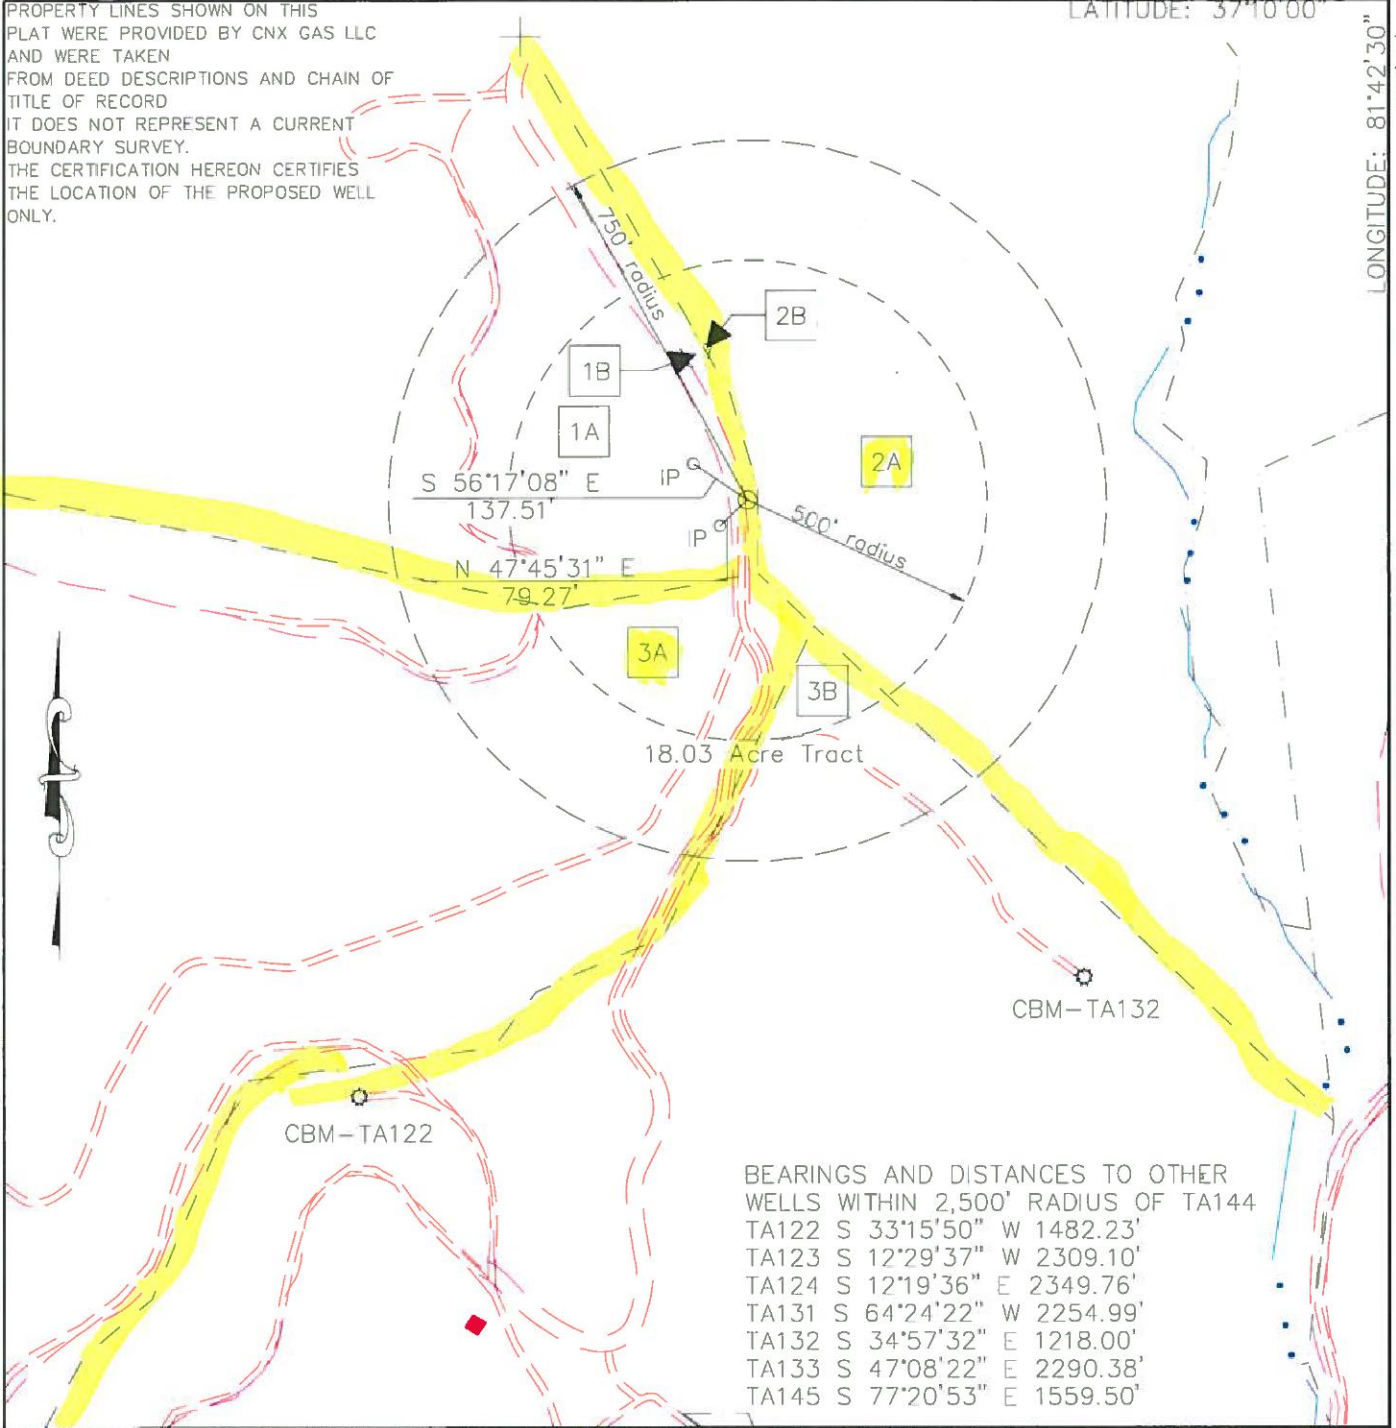 PROPERTY LINES SHOWN ON THIS
PLAT WERE PROVIDED BY CNX GAS LLC
AND WERE TAKEN
FROM DEED DESCRIPTIONS AND CHAIN OF
TITLE OF RECORD
IT DOES NOT REPRESENT A CURRENT
BOUNDARY SURVEY.
THE CERTIFICATION HEREON CERTIFIES
THE LOCATION OF THE PROPOSED WELL
ONLY.
LATITUDE: 37°10'00"
LONGITUDE: 81°42'30"
750' radius
2B
1B
1A
2A
S 56°17'08" E
137.51'
IP
500' radius
IP
N 47°45'31" E
79.27'
3A
3B
18.03 Acre Tract
CBM-TA132
CBM-TA122
BEARINGS AND DISTANCES TO OTHER
WELLS WITHIN 2,500' RADIUS OF TA144
TA122 S 33°15'50" W 1482.23'
TA123 S 12°29'37" W 2309.10'
TA124 S 12°19'36" E 2349.76'
TA131 S 64°24'22" W 2254.99'
TA132 S 34°57'32" E 1218.00'
TA133 S 47°08'22" E 2290.38'
TA145 S 77°20'53" E 1559.50'